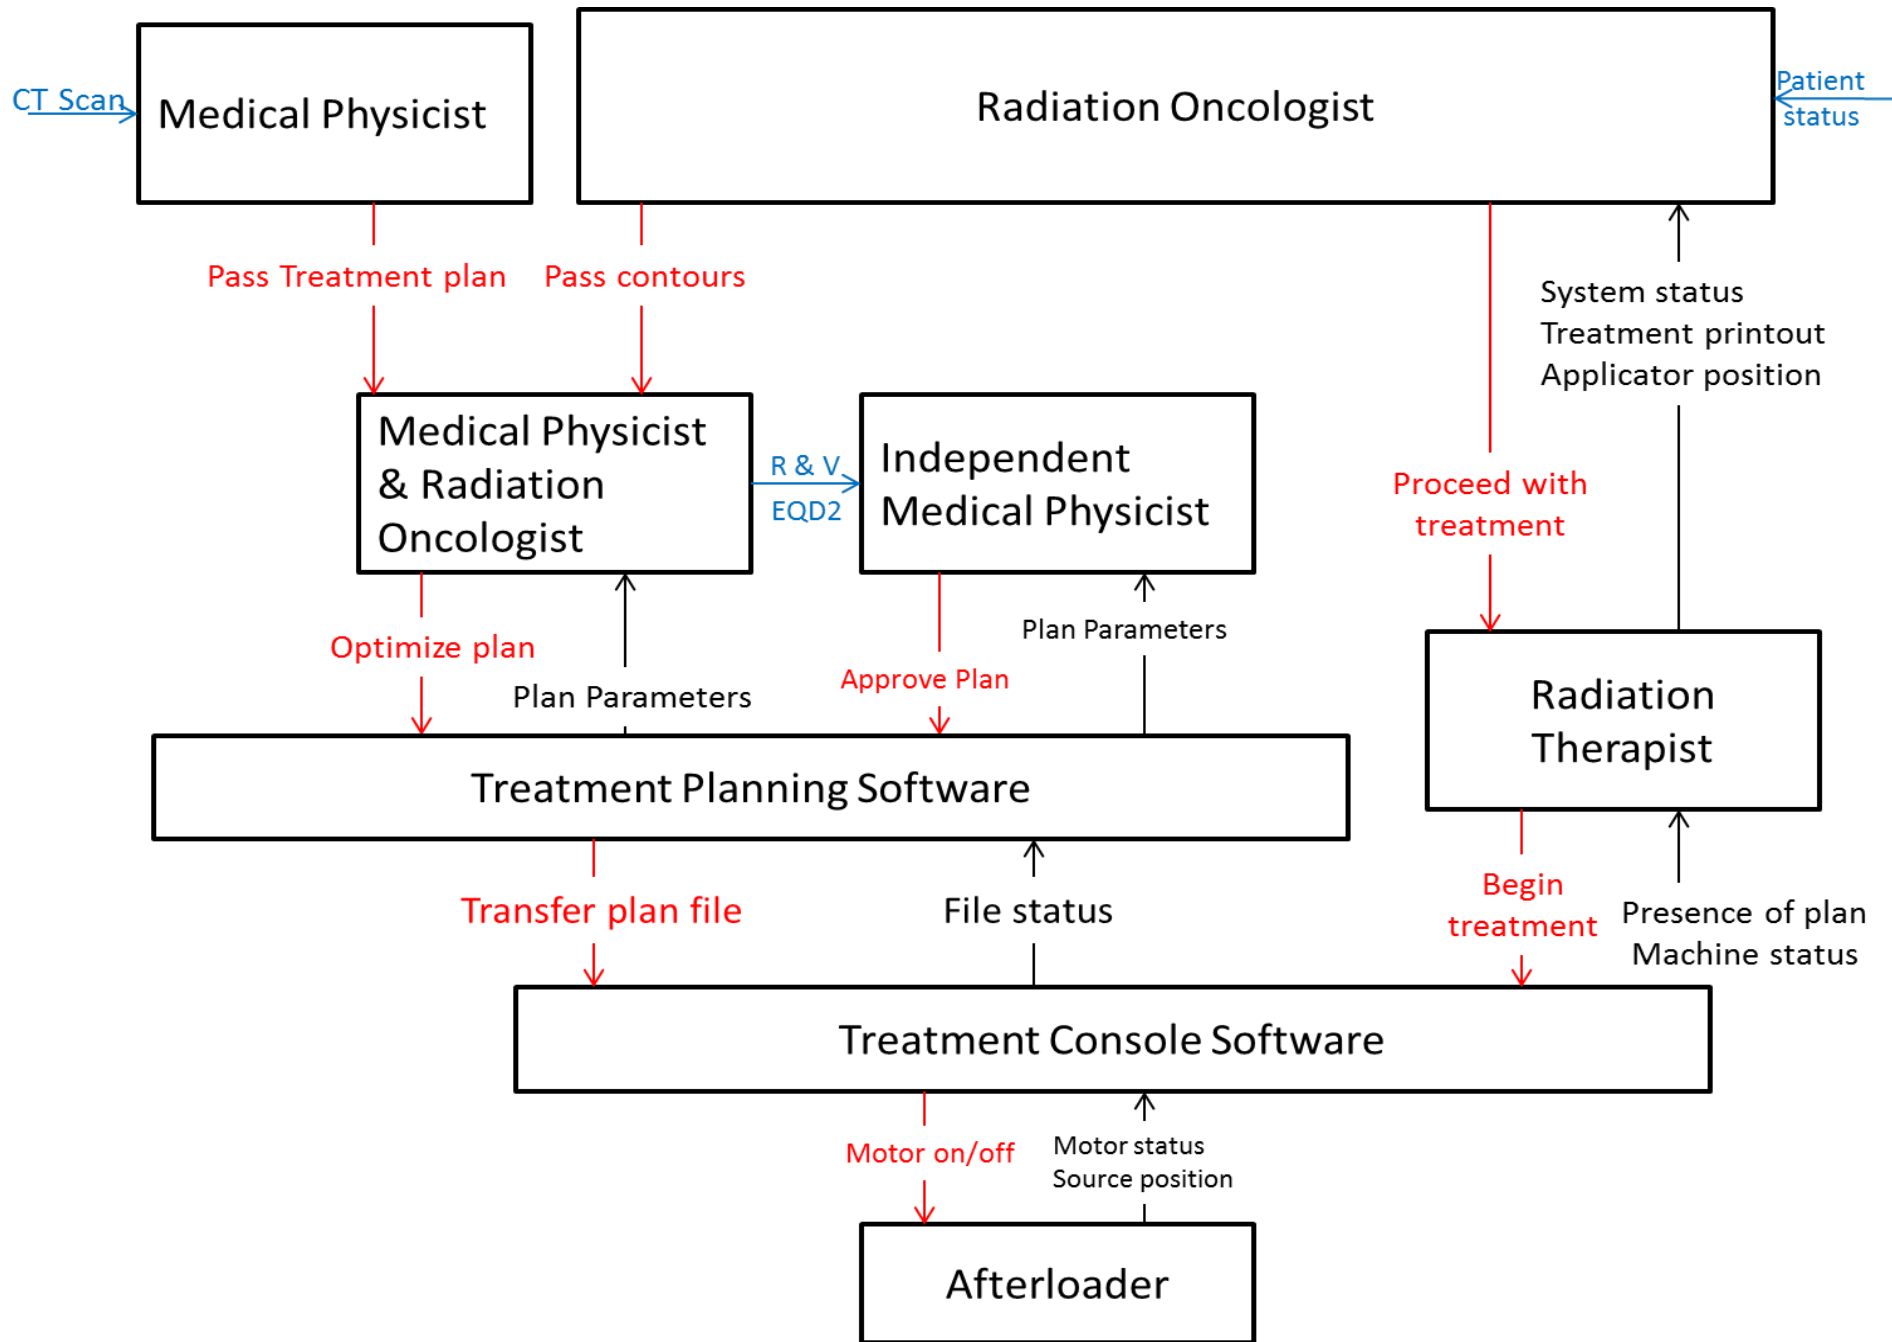 CT Scan
Medical Physicist
Radiation Oncologist
Patient
status
Pass Treatment plan
Pass contours
System status
Treatment printout
Applicator position
Medical Physicist
& Radiation
Oncologist
R & V
EQD2
Independent
Medical Physicist
Proceed with
treatment
Optimize plan
Plan Parameters
Approve Plan
Plan Parameters
Radiation
Therapist
Treatment Planning Software
Transfer plan file
File status
Begin
treatment
Presence of plan
Machine status
Treatment Console Software
Motor on/off
Motor status
Source position
Afterloader